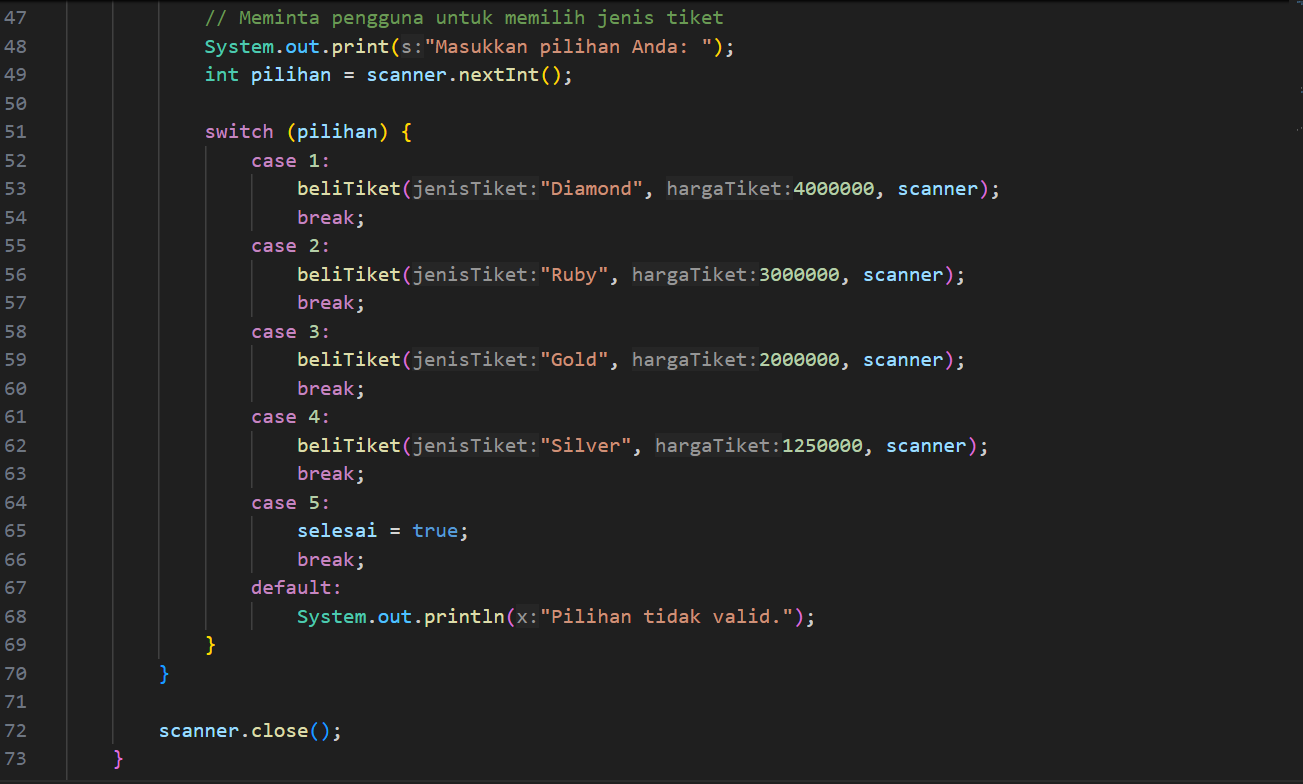 47 // Meminta pengguna untuk memilih jenis tiket
48 System.out.print(s:"Masukkan pilihan Anda: ");
49 int pilihan = scanner.nextInt();
50
51 switch (pilihan) {
52 case 1:
53 beliTiket(jenisTiket:"Diamond", hargaTiket:4000000, scanner);
54 break;
55 case 2:
56 beliTiket(jenisTiket:"Ruby", hargaTiket:3000000, scanner);
57 break;
58 case 3:
59 beliTiket(jenisTiket:"Gold", hargaTiket:2000000, scanner);
60 break;
61 case 4:
62 beliTiket(jenisTiket:"Silver", hargaTiket:1250000, scanner);
63 break;
64 case 5:
65 selesai = true;
66 break;
67 default:
68 System.out.println(x:"Pilihan tidak valid.");
69 }
70 }
71
72 scanner.close();
73 }